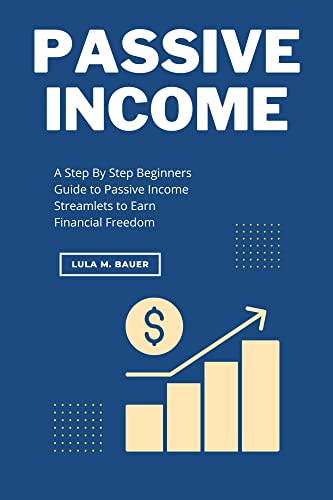 PASSIVE
INCOME
A Step By Step Beginners
Guide to Passive Income
Streamlets to Earn
Financial Freedom
LULA M. BAUER
$